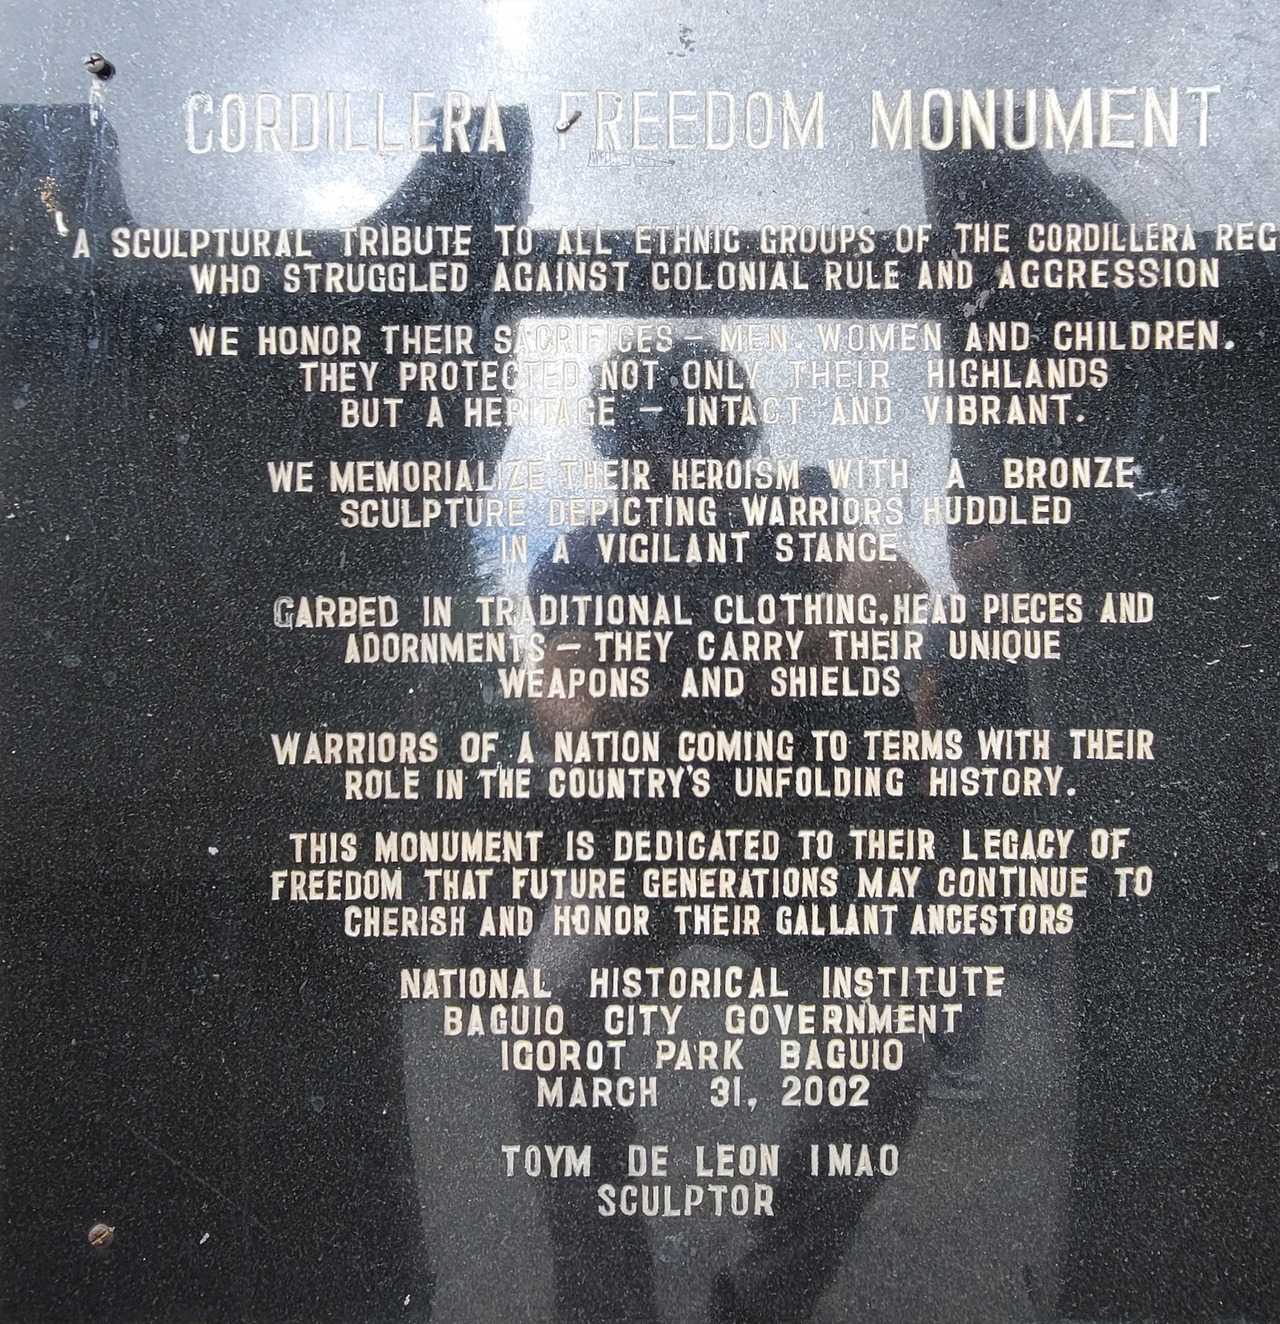 CORDILLERA FREEDOM MONUMENT
A SCULPTURAL TRIBUTE TO ALL ETHNIC GROUPS OF THE CORDILLERA REG
WHO STRUGGLED AGAINST COLONIAL RULE AND AGGRESSION
WE HONOR THEIR SACRIFICES — MEN, WOMEN AND CHILDREN.
THEY PROTECTED NOT ONLY THEIR HIGHLANDS
BUT A HERITAGE — INTACT AND VIBRANT.
WE MEMORIALIZE THEIR HEROISM WITH A BRONZE
SCULPTURE DEPICTING WARRIORS HUDDLED
IN A VIGILANT STANCE
GARBED IN TRADITIONAL CLOTHING, HEAD PIECES AND
ADORNMENTS — THEY CARRY THEIR UNIQUE
WEAPONS AND SHIELDS
WARRIORS OF A NATION COMING TO TERMS WITH THEIR
ROLE IN THE COUNTRY'S UNFOLDING HISTORY.
THIS MONUMENT IS DEDICATED TO THEIR LEGACY OF
FREEDOM THAT FUTURE GENERATIONS MAY CONTINUE TO
CHERISH AND HONOR THEIR GALLANT ANCESTORS
NATIONAL HISTORICAL INSTITUTE
BAGUIO CITY GOVERNMENT
IGOROT PARK BAGUIO
MARCH 31, 2002
TOYM DE LEON IMAO
SCULPTOR